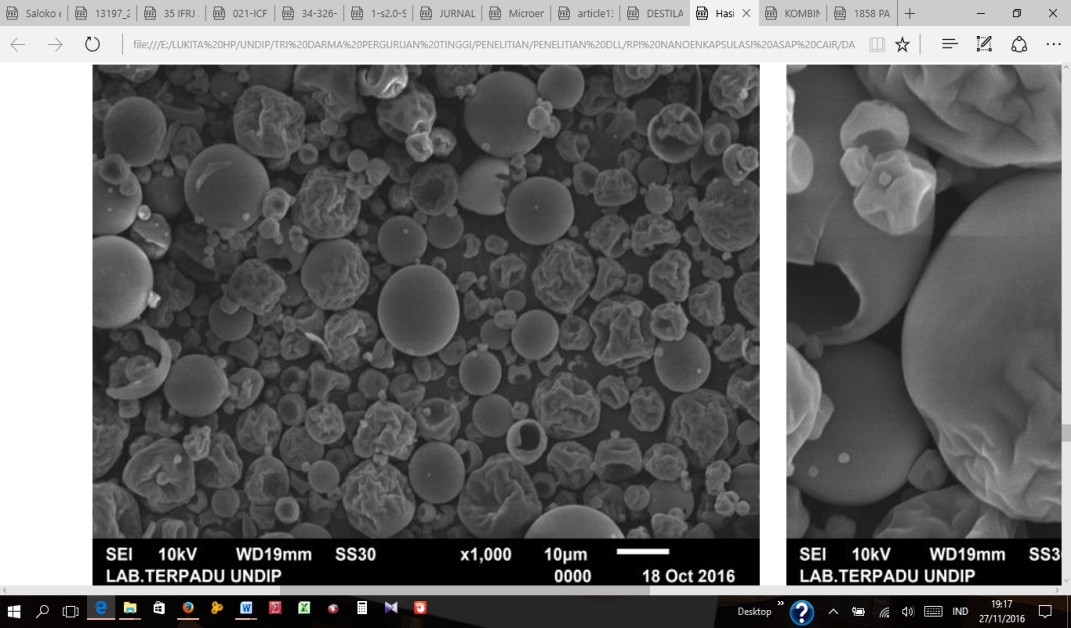 Saloko e
13197_2
35 IFRJ
021-ICF
34-326-
1-s2.0-S
JURNAL
Microer
article1
DESTILA
Hasi
KOMBIN
1858 PA
file:///E:/LUKITA%20HP/UNDIP/TRI%20DARMA%20PERGURUAN%20TINGGI/PENELITIAN/PENELITIAN%20DLL/RPI%20NANOENKAPSULASI%20ASAP%20CAIR/DA
SEI 10kV WD19mm SS30 x1,000 10µm
LAB.TERPADU UNDIP 0000 18 Oct 2016
SEI 10kV WD19mm SS3
LAB.TERPADU UNDIP
Desktop
IND
19:17
27/11/2016